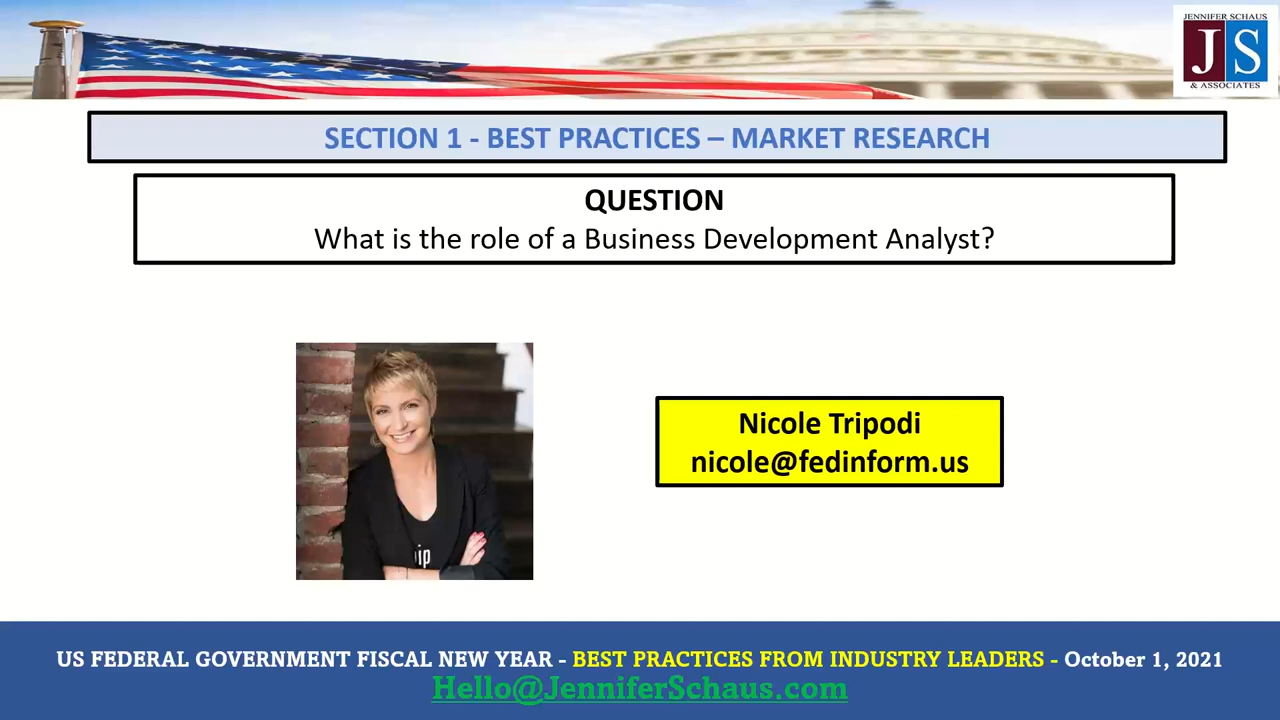 JENNIFER SCHAUS
JS
& ASSOCIATES
SECTION 1 - BEST PRACTICES – MARKET RESEARCH
QUESTION
What is the role of a Business Development Analyst?
Nicole Tripodi
nicole@fedinform.us
ip
US FEDERAL GOVERNMENT FISCAL NEW YEAR - BEST PRACTICES FROM INDUSTRY LEADERS - October 1, 2021
Hello@JenniferSchaus.com